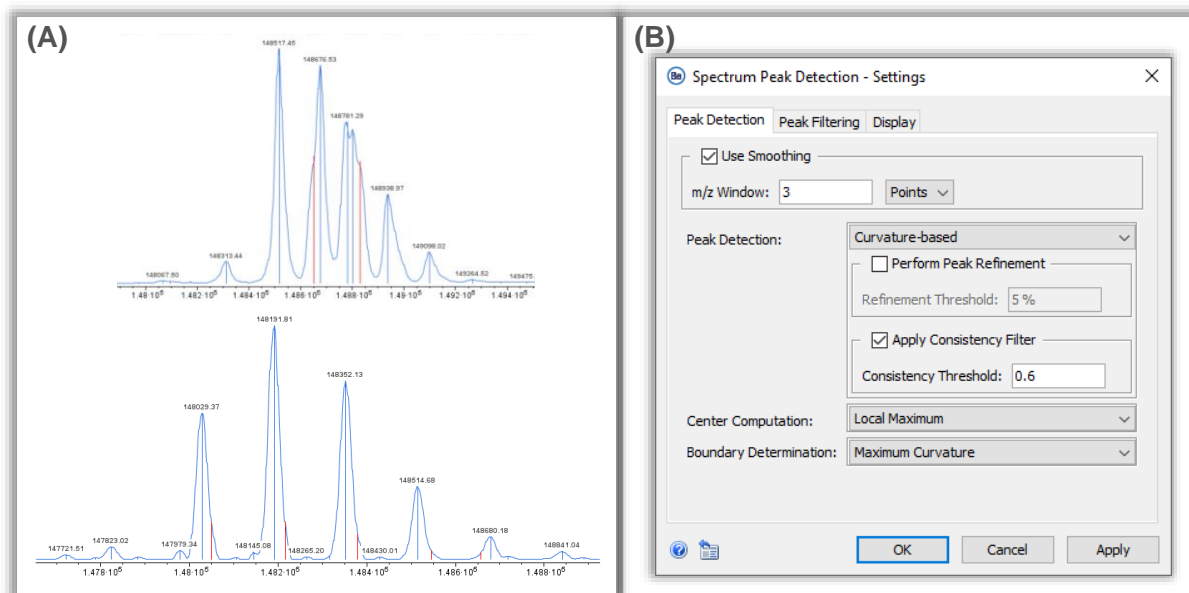 (A)
148517.45
148676.53
148781.29
148938.97
148313.44
149098.02
148067.50
149264.52
149475.
1.48·10⁵ 1.482·10⁵ 1.484·10⁵ 1.486·10⁵ 1.488·10⁵ 1.49·10⁵ 1.492·10⁵ 1.494·10⁵
148191.81
148352.13
148029.37
148514.68
148680.18
147823.02
147721.51
147979.34
148145.08
148265.20
148430.01
148841.04
1.478·10⁵ 1.48·10⁵ 1.482·10⁵ 1.484·10⁵ 1.486·10⁵ 1.488·10⁵
(B)
Be Spectrum Peak Detection - Settings
Peak Detection Peak Filtering Display
Use Smoothing
m/z Window: 3 Points
Peak Detection: Curvature-based
Perform Peak Refinement
Refinement Threshold: 5 %
Apply Consistency Filter
Consistency Threshold: 0.6
Center Computation: Local Maximum
Boundary Determination: Maximum Curvature
? OK Cancel Apply